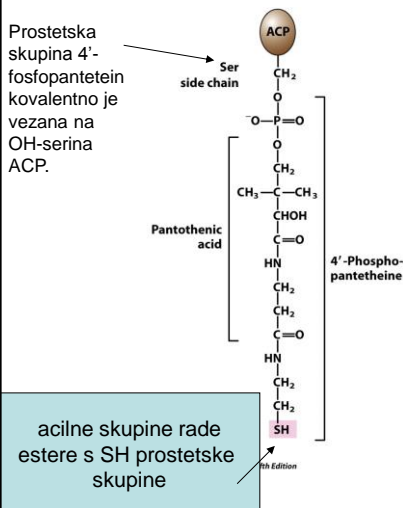 Prostetska
skupina 4'-
fosfopantetein
kovalentno je
vezana na
OH-serina
ACP.
ACP
Ser
side chain
CH₂
O
⁻O—P=O
O
CH₂
CH₃—C—CH₃
CHOH
C=O
HN
CH₂
CH₂
C=O
HN
CH₂
CH₂
SH
Pantothenic
acid
4'-Phospho-
pantetheine
acilne skupine rade
estere s SH prostetske
skupine
Edition